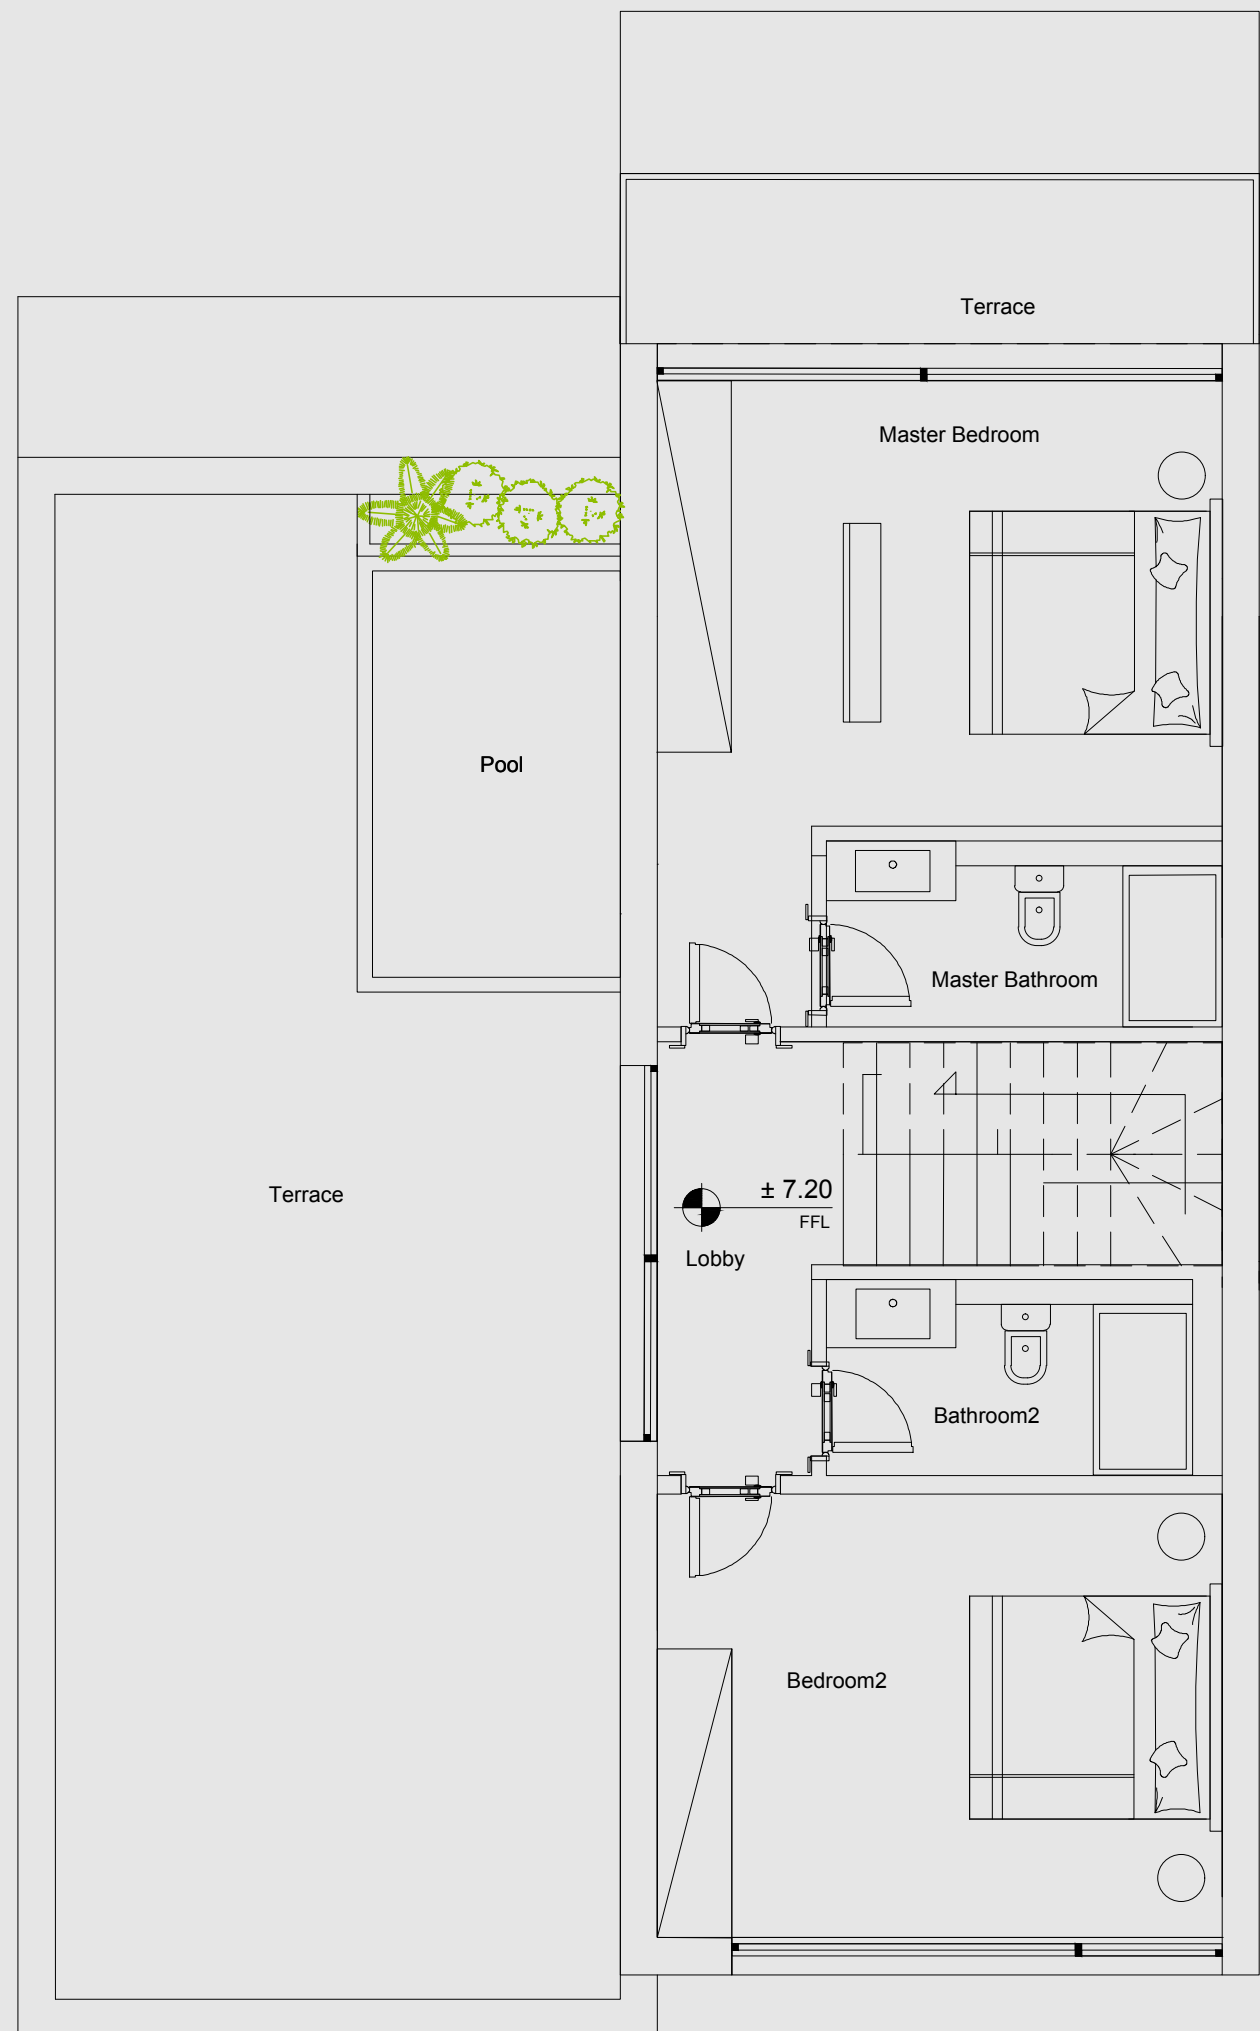 Terrace
Master Bedroom
Pool
Master Bathroom
Terrace
± 7.20
FFL
Lobby
Bathroom2
Bedroom2